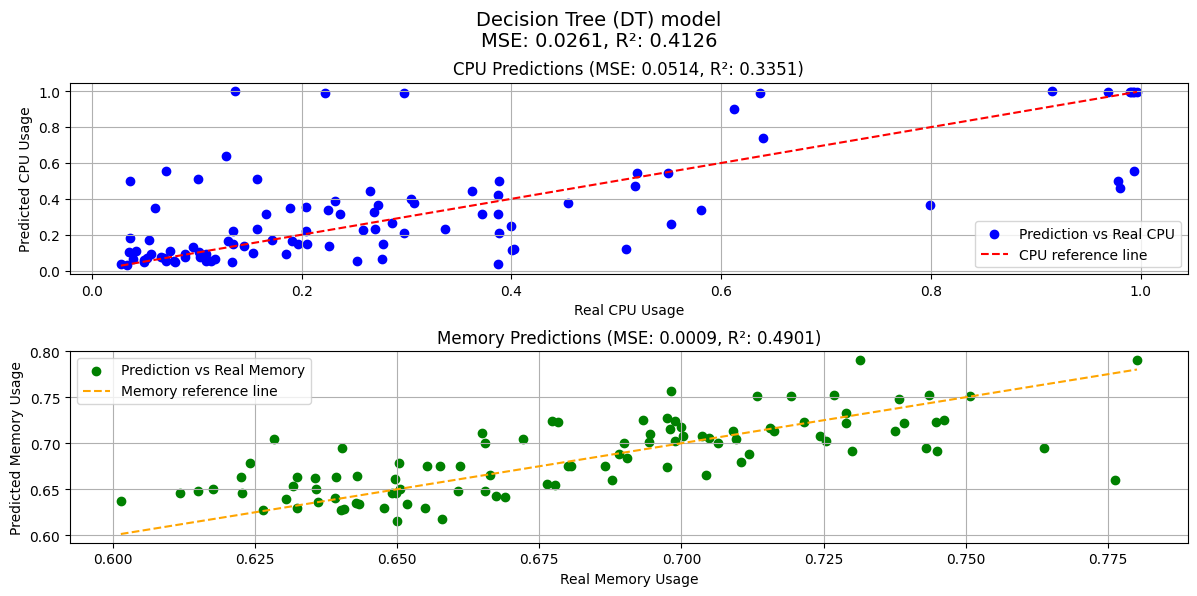 Decision Tree (DT) model
MSE: 0.0261, R²: 0.4126
CPU Predictions (MSE: 0.0514, R²: 0.3351)
Predicted CPU Usage
1.0
0.8
0.6
0.4
0.2
0.0
Prediction vs Real CPU
CPU reference line
0.0 0.2 0.4 0.6 0.8 1.0
Real CPU Usage
Memory Predictions (MSE: 0.0009, R²: 0.4901)
Predicted Memory Usage
0.80
0.75
0.70
0.65
0.60
Prediction vs Real Memory
Memory reference line
0.600 0.625 0.650 0.675 0.700 0.725 0.750 0.775
Real Memory Usage